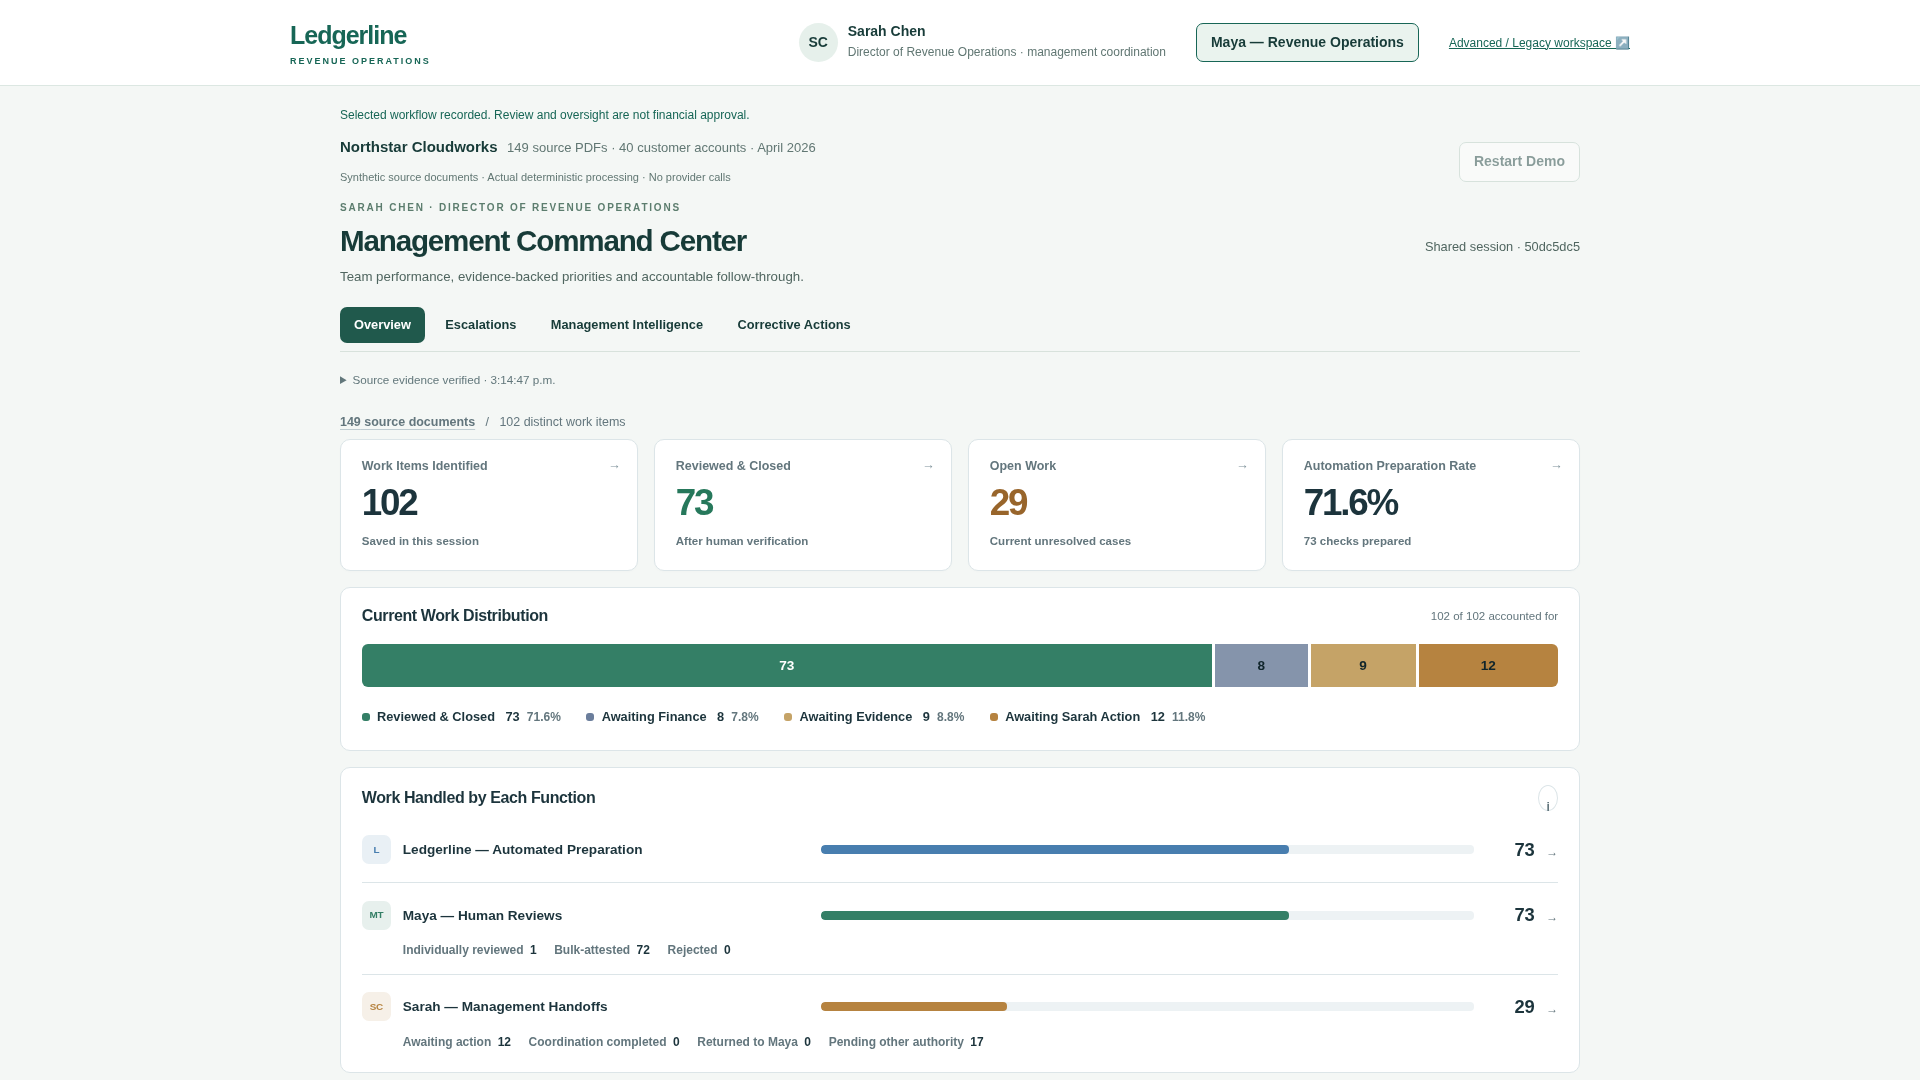 Ledgerline
REVENUE OPERATIONS
SC
Sarah Chen
Director of Revenue Operations · management coordination
Maya — Revenue Operations
Advanced / Legacy workspace ↗
Selected workflow recorded. Review and oversight are not financial approval.
Northstar Cloudworks 149 source PDFs · 40 customer accounts · April 2026
Synthetic source documents · Actual deterministic processing · No provider calls
Restart Demo
SARAH CHEN · DIRECTOR OF REVENUE OPERATIONS
Management Command Center
Shared session · 50dc5dc5
Team performance, evidence-backed priorities and accountable follow-through.
Overview Escalations Management Intelligence Corrective Actions
▶ Source evidence verified · 3:14:47 p.m.
149 source documents / 102 distinct work items
Work Items Identified →
102
Saved in this session
Reviewed & Closed →
73
After human verification
Open Work →
29
Current unresolved cases
Automation Preparation Rate →
71.6%
73 checks prepared
Current Work Distribution
102 of 102 accounted for
73 8 9 12
Reviewed & Closed 73 71.6% Awaiting Finance 8 7.8% Awaiting Evidence 9 8.8% Awaiting Sarah Action 12 11.8%
Work Handled by Each Function
i
L Ledgerline — Automated Preparation 73 →
MT Maya — Human Reviews 73 →
Individually reviewed 1 Bulk-attested 72 Rejected 0
SC Sarah — Management Handoffs 29 →
Awaiting action 12 Coordination completed 0 Returned to Maya 0 Pending other authority 17